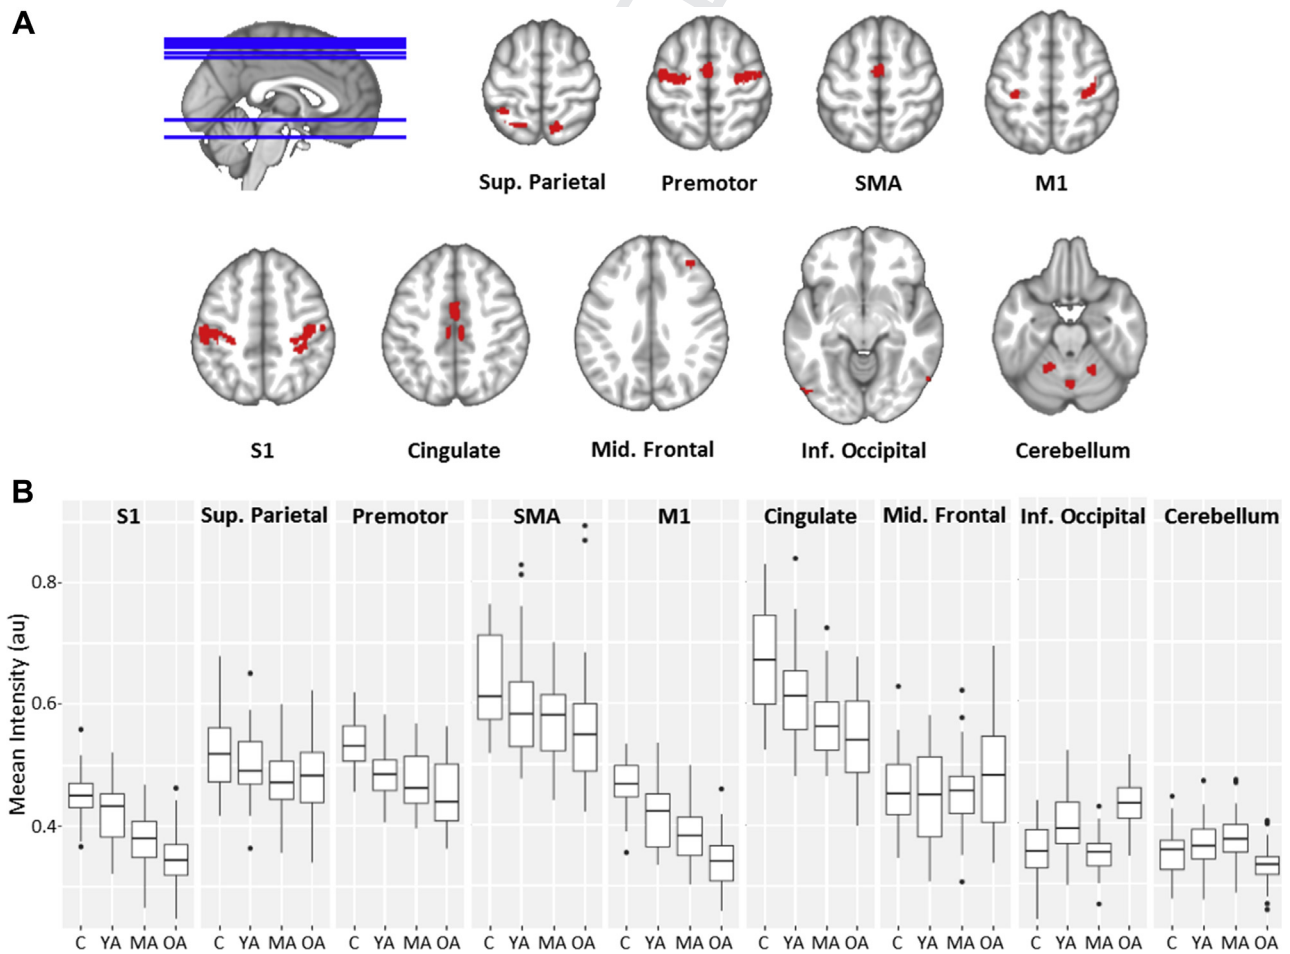 A
Sup. Parietal Premotor SMA M1
S1 Cingulate Mid. Frontal Inf. Occipital Cerebellum
B
S1 Sup. Parietal Premotor SMA M1 Cingulate Mid. Frontal Inf. Occipital Cerebellum
Mean Intensity (au)
0.8-
0.6-
0.4-
C YA MA OA C YA MA OA C YA MA OA C YA MA OA C YA MA OA C YA MA OA C YA MA OA C YA MA OA C YA MA OA